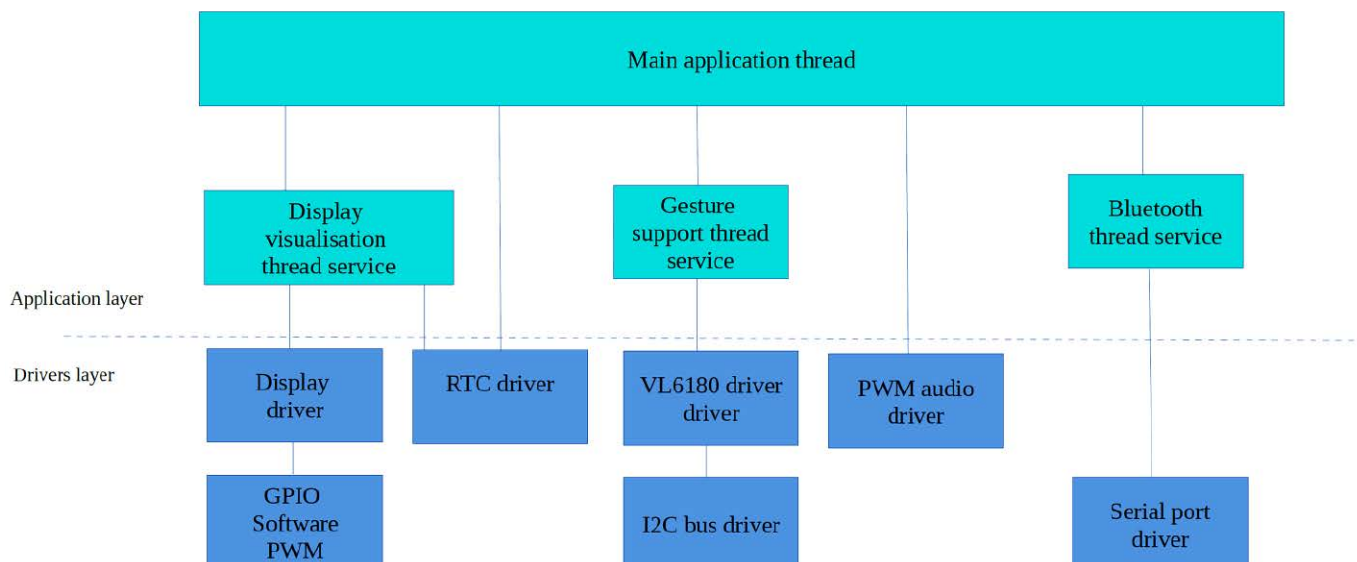 Main application thread
Display
visualisation
thread service
Gesture
support thread
service
Bluetooth
thread service
Application layer
Drivers layer
Display
driver
RTC driver
VL6180 driver
driver
PWM audio
driver
GPIO
Software
PWM
I2C bus driver
Serial port
driver